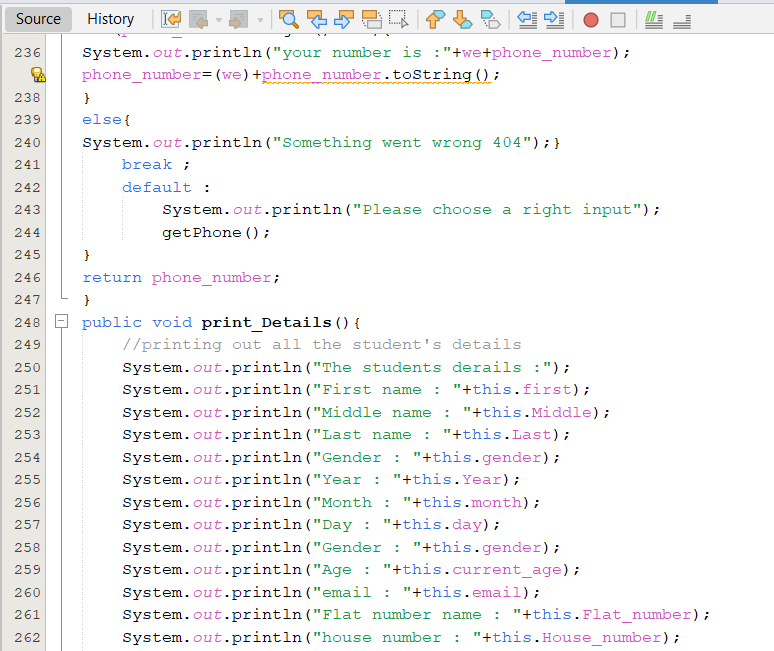 Source History
236 System.out.println("your number is :"+we+phone_number);
phone_number=(we)+phone_number.toString();
238 }
239 else{
240 System.out.println("Something went wrong 404");}
241 break ;
242 default :
243 System.out.println("Please choose a right input");
244 getPhone();
245 }
246 return phone_number;
247 }
248 public void print_Details(){
249 //printing out all the student's details
250 System.out.println("The students derails :");
251 System.out.println("First name : "+this.first);
252 System.out.println("Middle name : "+this.Middle);
253 System.out.println("Last name : "+this.Last);
254 System.out.println("Gender : "+this.gender);
255 System.out.println("Year : "+this.Year);
256 System.out.println("Month : "+this.month);
257 System.out.println("Day : "+this.day);
258 System.out.println("Gender : "+this.gender);
259 System.out.println("Age : "+this.current_age);
260 System.out.println("email : "+this.email);
261 System.out.println("Flat number name : "+this.Flat_number);
262 System.out.println("house number : "+this.House_number);